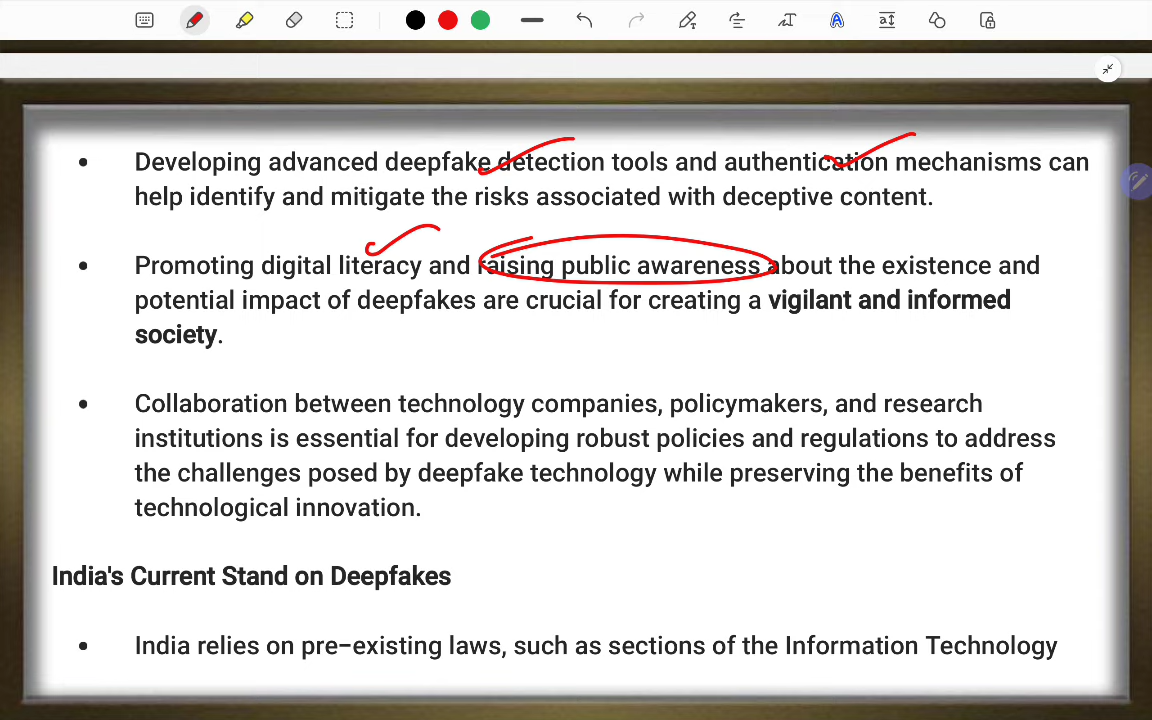 • Developing advanced deepfake detection tools and authentication mechanisms can
help identify and mitigate the risks associated with deceptive content.
• Promoting digital literacy and raising public awareness about the existence and
potential impact of deepfakes are crucial for creating a vigilant and informed
society.
• Collaboration between technology companies, policymakers, and research
institutions is essential for developing robust policies and regulations to address
the challenges posed by deepfake technology while preserving the benefits of
technological innovation.
India's Current Stand on Deepfakes
• India relies on pre-existing laws, such as sections of the Information Technology